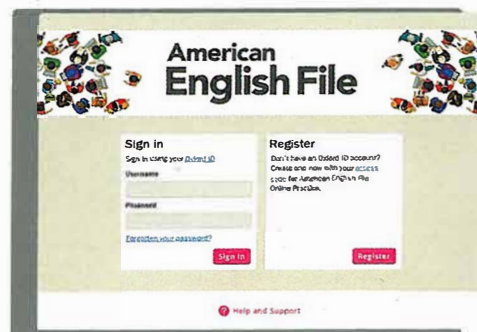 American
English File
Sign in
Sign in using your Oxford ID
Username
Password
Forgotten your password?
Sign in
Register
Don't have an Oxford ID account?
Create one now with your access
code for American English File
Online Practice.
Register
Help and Support